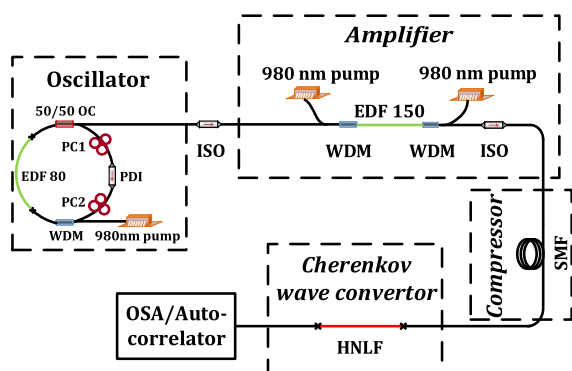 Oscillator
50/50 OC
PC1
EDF 80
PDI
PC2
WDM
980nm pump
ISO
Amplifier
980 nm pump
980 nm pump
EDF 150
WDM
WDM
ISO
Compressor
SMF
Cherenkov
wave convertor
HNLF
OSA/Auto-
correlator